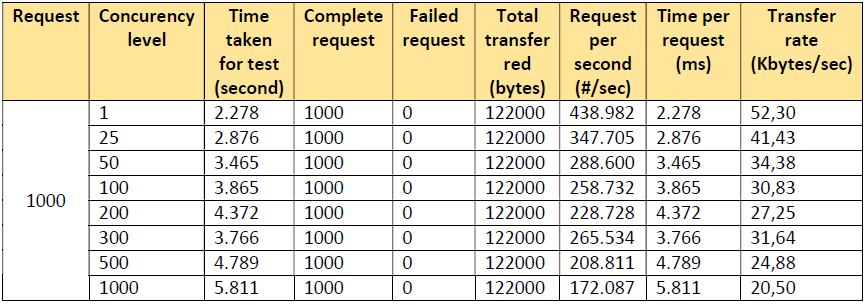 Request Concurency level Time taken for test (second) Complete request Failed request Total transfer red (bytes) Request per second (#/sec) Time per request (ms) Transfer rate (Kbytes/sec)
1000
1 2.278 1000 0 122000 438.982 2.278 52,30
25 2.876 1000 0 122000 347.705 2.876 41,43
50 3.465 1000 0 122000 288.600 3.465 34,38
100 3.865 1000 0 122000 258.732 3.865 30,83
200 4.372 1000 0 122000 228.728 4.372 27,25
300 3.766 1000 0 122000 265.534 3.766 31,64
500 4.789 1000 0 122000 208.811 4.789 24,88
1000 5.811 1000 0 122000 172.087 5.811 20,50